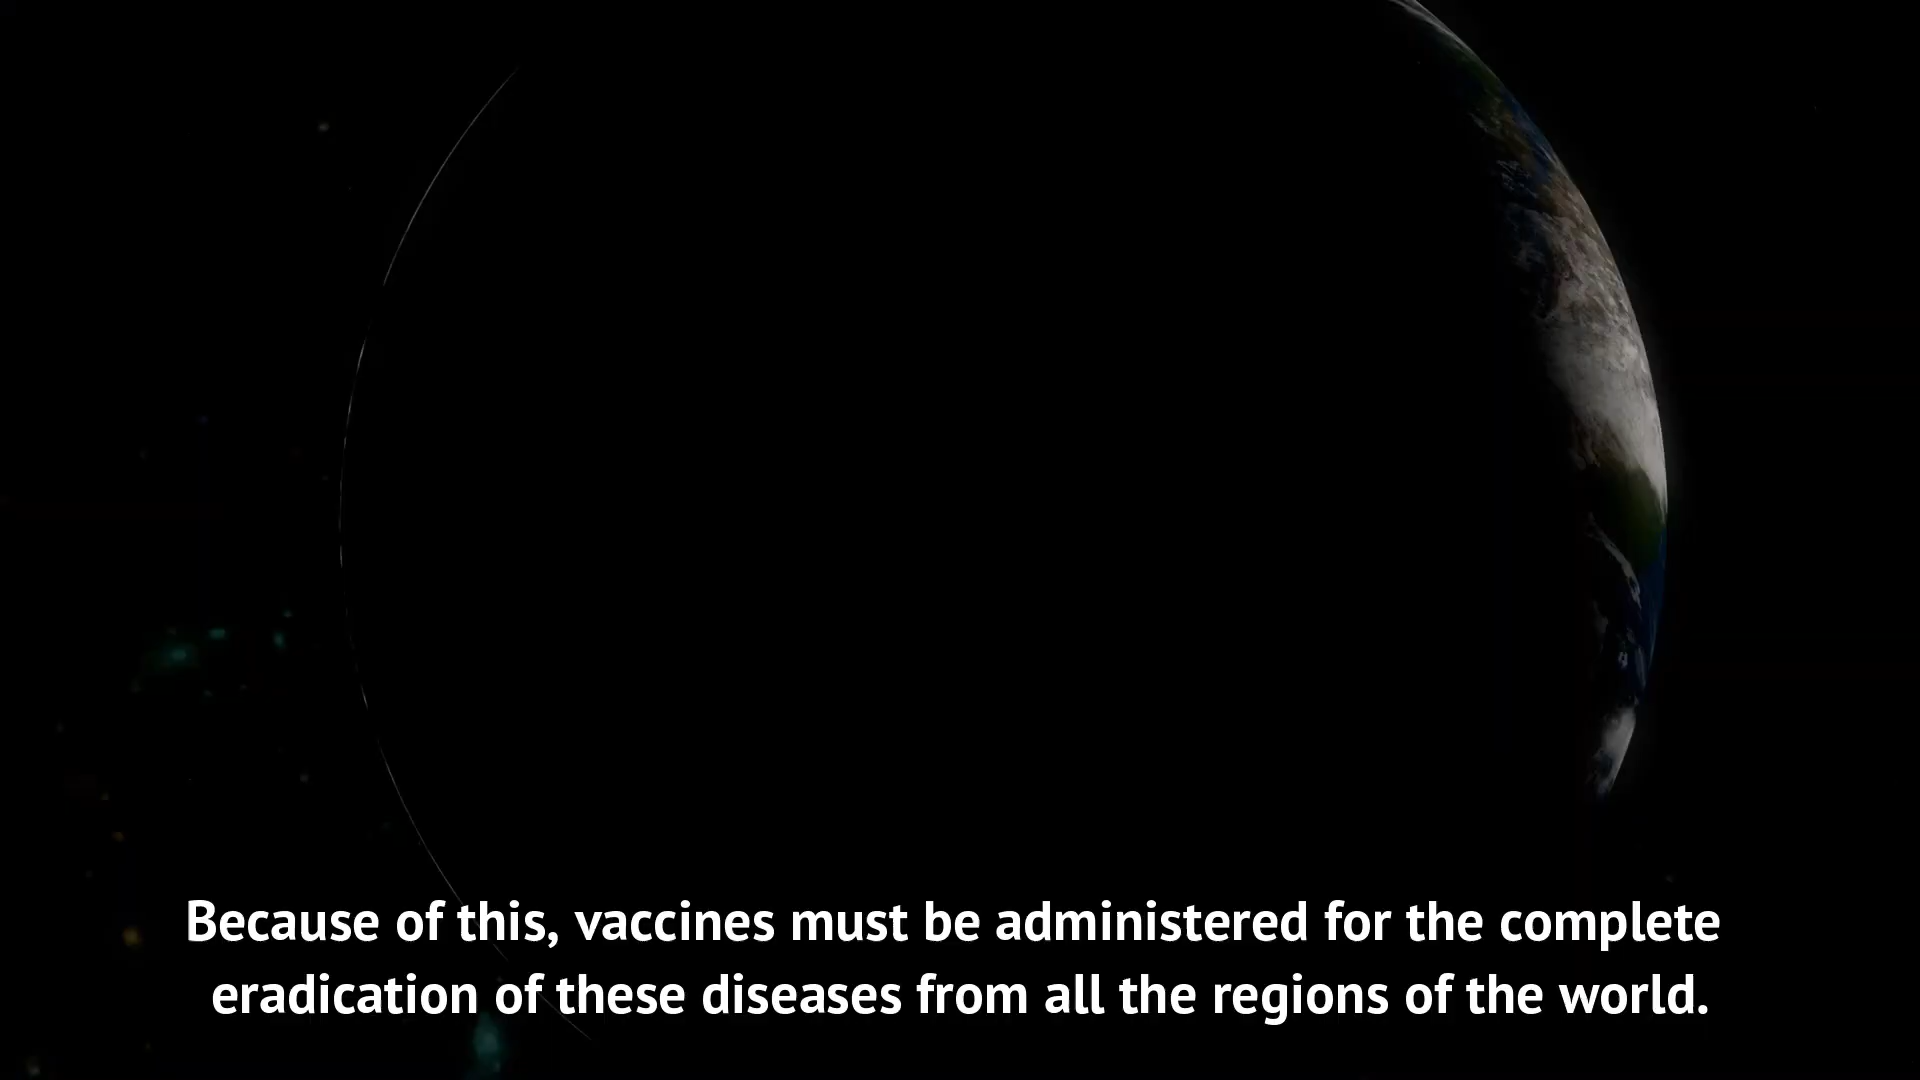 Because of this, vaccines must be administered for the complete
eradication of these diseases from all the regions of the world.